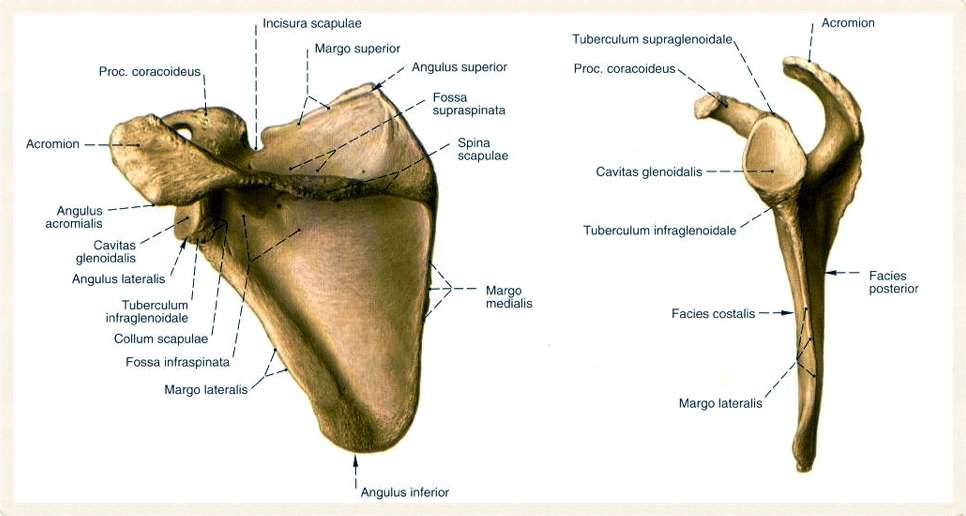 Incisura scapulae
Margo superior
Proc. coracoideus
Angulus superior
Fossa
supraspinata
Acromion
Spina
scapulae
Angulus
acromialis
Cavitas
glenoidalis
Angulus lateralis
Tuberculum
infraglenoidale
Collum scapulae
Fossa infraspinata
Margo lateralis
Margo
medialis
Angulus inferior
Acromion
Tuberculum supraglenoidale
Proc. coracoideus
Cavitas glenoidalis
Tuberculum infraglenoidale
Facies
posterior
Facies costalis
Margo lateralis